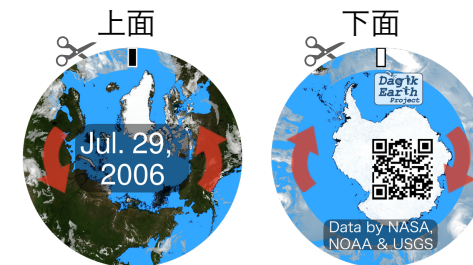 上面
下面
Jul. 29,
2006
Dagik
Earth
Project
Data by NASA,
NOAA & USGS